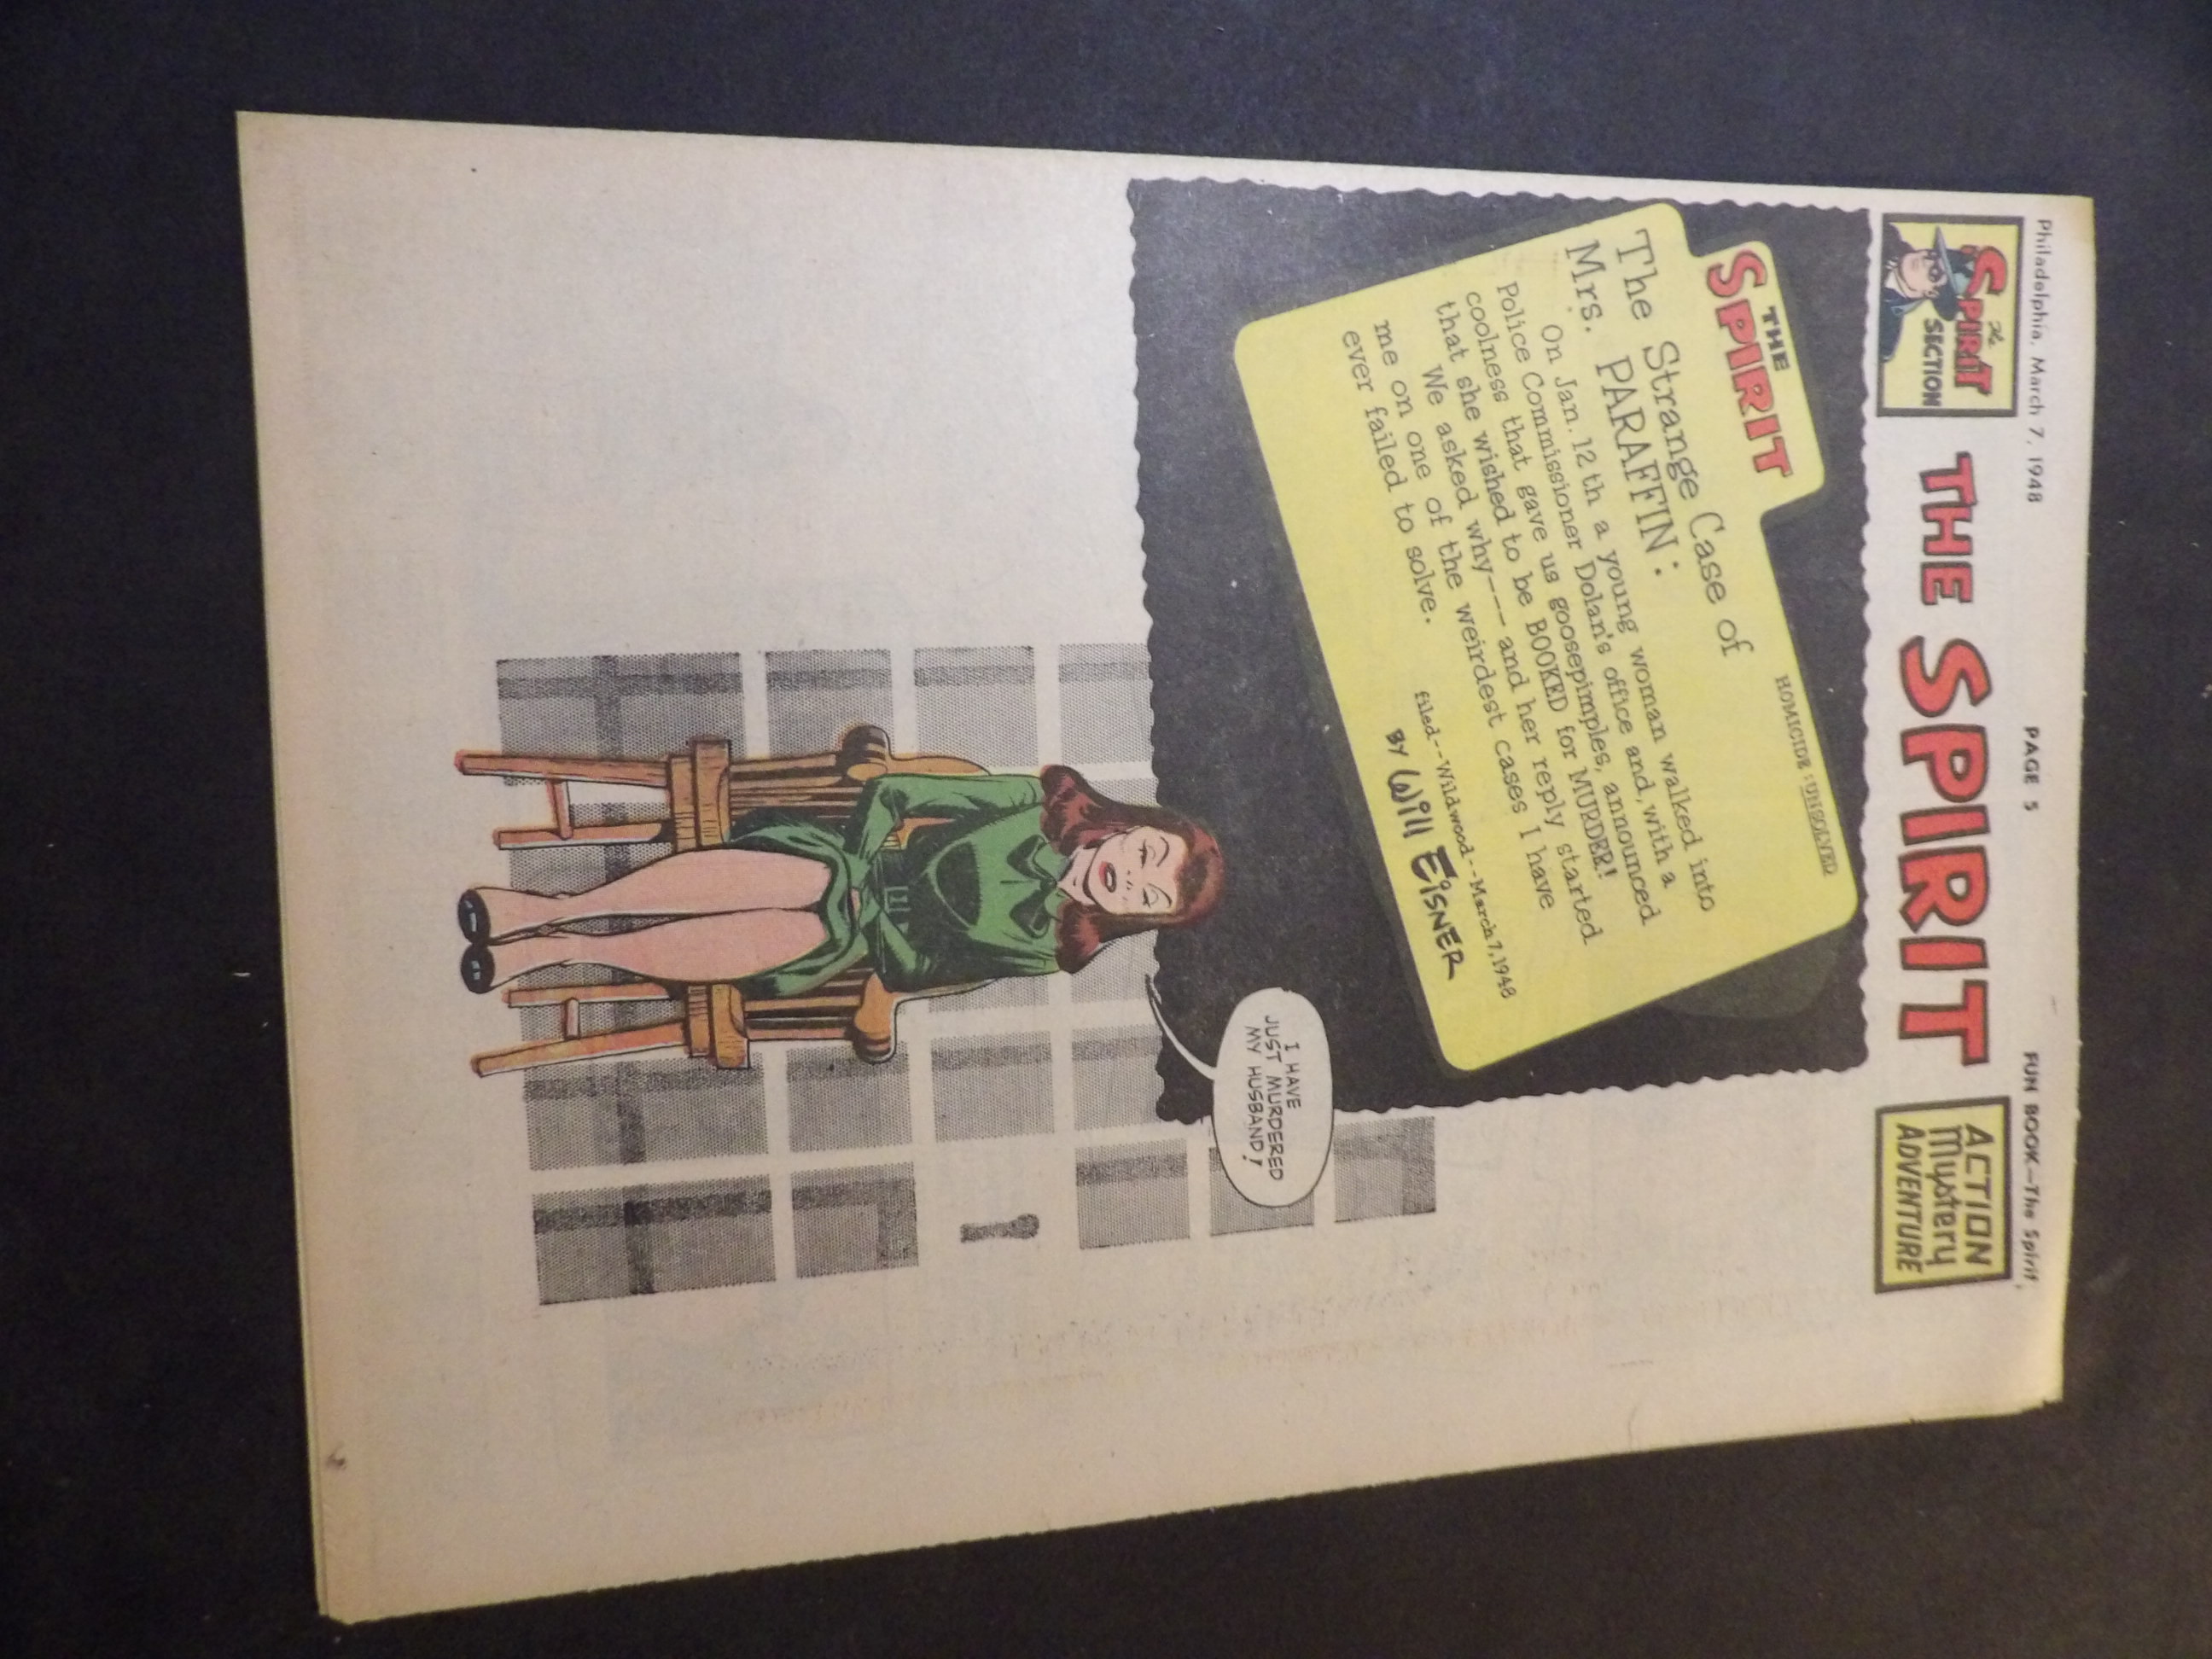 Philadelphia, March 7, 1948 PAGE 5 FUN BOOK—The Spirit
The SPIRIT SECTION
THE SPIRIT
ACTION
Mystery
ADVENTURE
THE
SPIRIT
HOMICIDE: UNSOLVED
The Strange Case of
Mrs. PARAFFIN:
On Jan. 12 th a young woman walked into
Police Commissioner Dolan's office and, with a
coolness that gave us goosepimples, announced
that she wished to be BOOKED for MURDER!
We asked why--- and her reply started
me on one of the weirdest cases I have
ever failed to solve.
filed--Wildwood--March 7, 1948
BY Will EiSNER
I HAVE
JUST MURDERED
MY HUSBAND!